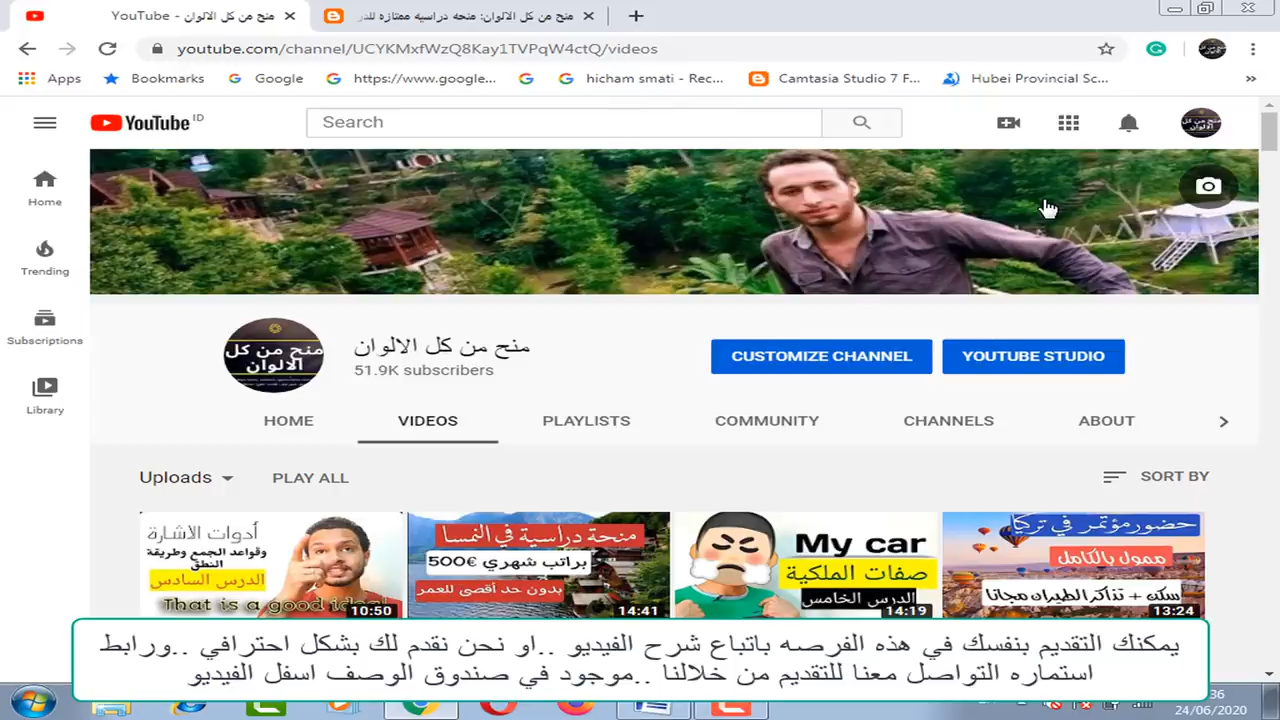 YouTube - منح من كل الالوان
منح من كل الالوان: منحه دراسيه ممتازه للدر
youtube.com/channel/UCYKMxfWzQ8Kay1TVPqW4ctQ/videos
Apps
Bookmarks
Google
https://www.google...
hicham smati - Rec...
Camtasia Studio 7 F...
Hubei Provincial Sc...
»
YouTube ID
Search
Home
Trending
Subscriptions
Library
منح من كل
الالوان
منح من كل الالوان
51.9K subscribers
CUSTOMIZE CHANNEL
YOUTUBE STUDIO
HOME
VIDEOS
PLAYLISTS
COMMUNITY
CHANNELS
ABOUT
Uploads
PLAY ALL
SORT BY
أدوات الاشارة
وقواعد الجمع وطريقة
النطق
الدرس السادس
That is a good idea
10:50
منحة دراسية في النمسا
براتب شهري €500
بدون حد أقصى للعمر
14:41
My car
صفات الملكية
الدرس الخامس
14:19
حضور مؤتمر في تركيا
ممول بالكامل
سكن + تذاكر الطيران مجانا
13:24
يمكنك التقديم بنفسك في هذه الفرصه باتباع شرح الفيديو ..او نحن نقدم لك بشكل احترافي ..ورابط
استماره التواصل معنا للتقديم من خلالنا ..موجود في صندوق الوصف اسفل الفيديو
36
24/06/2020